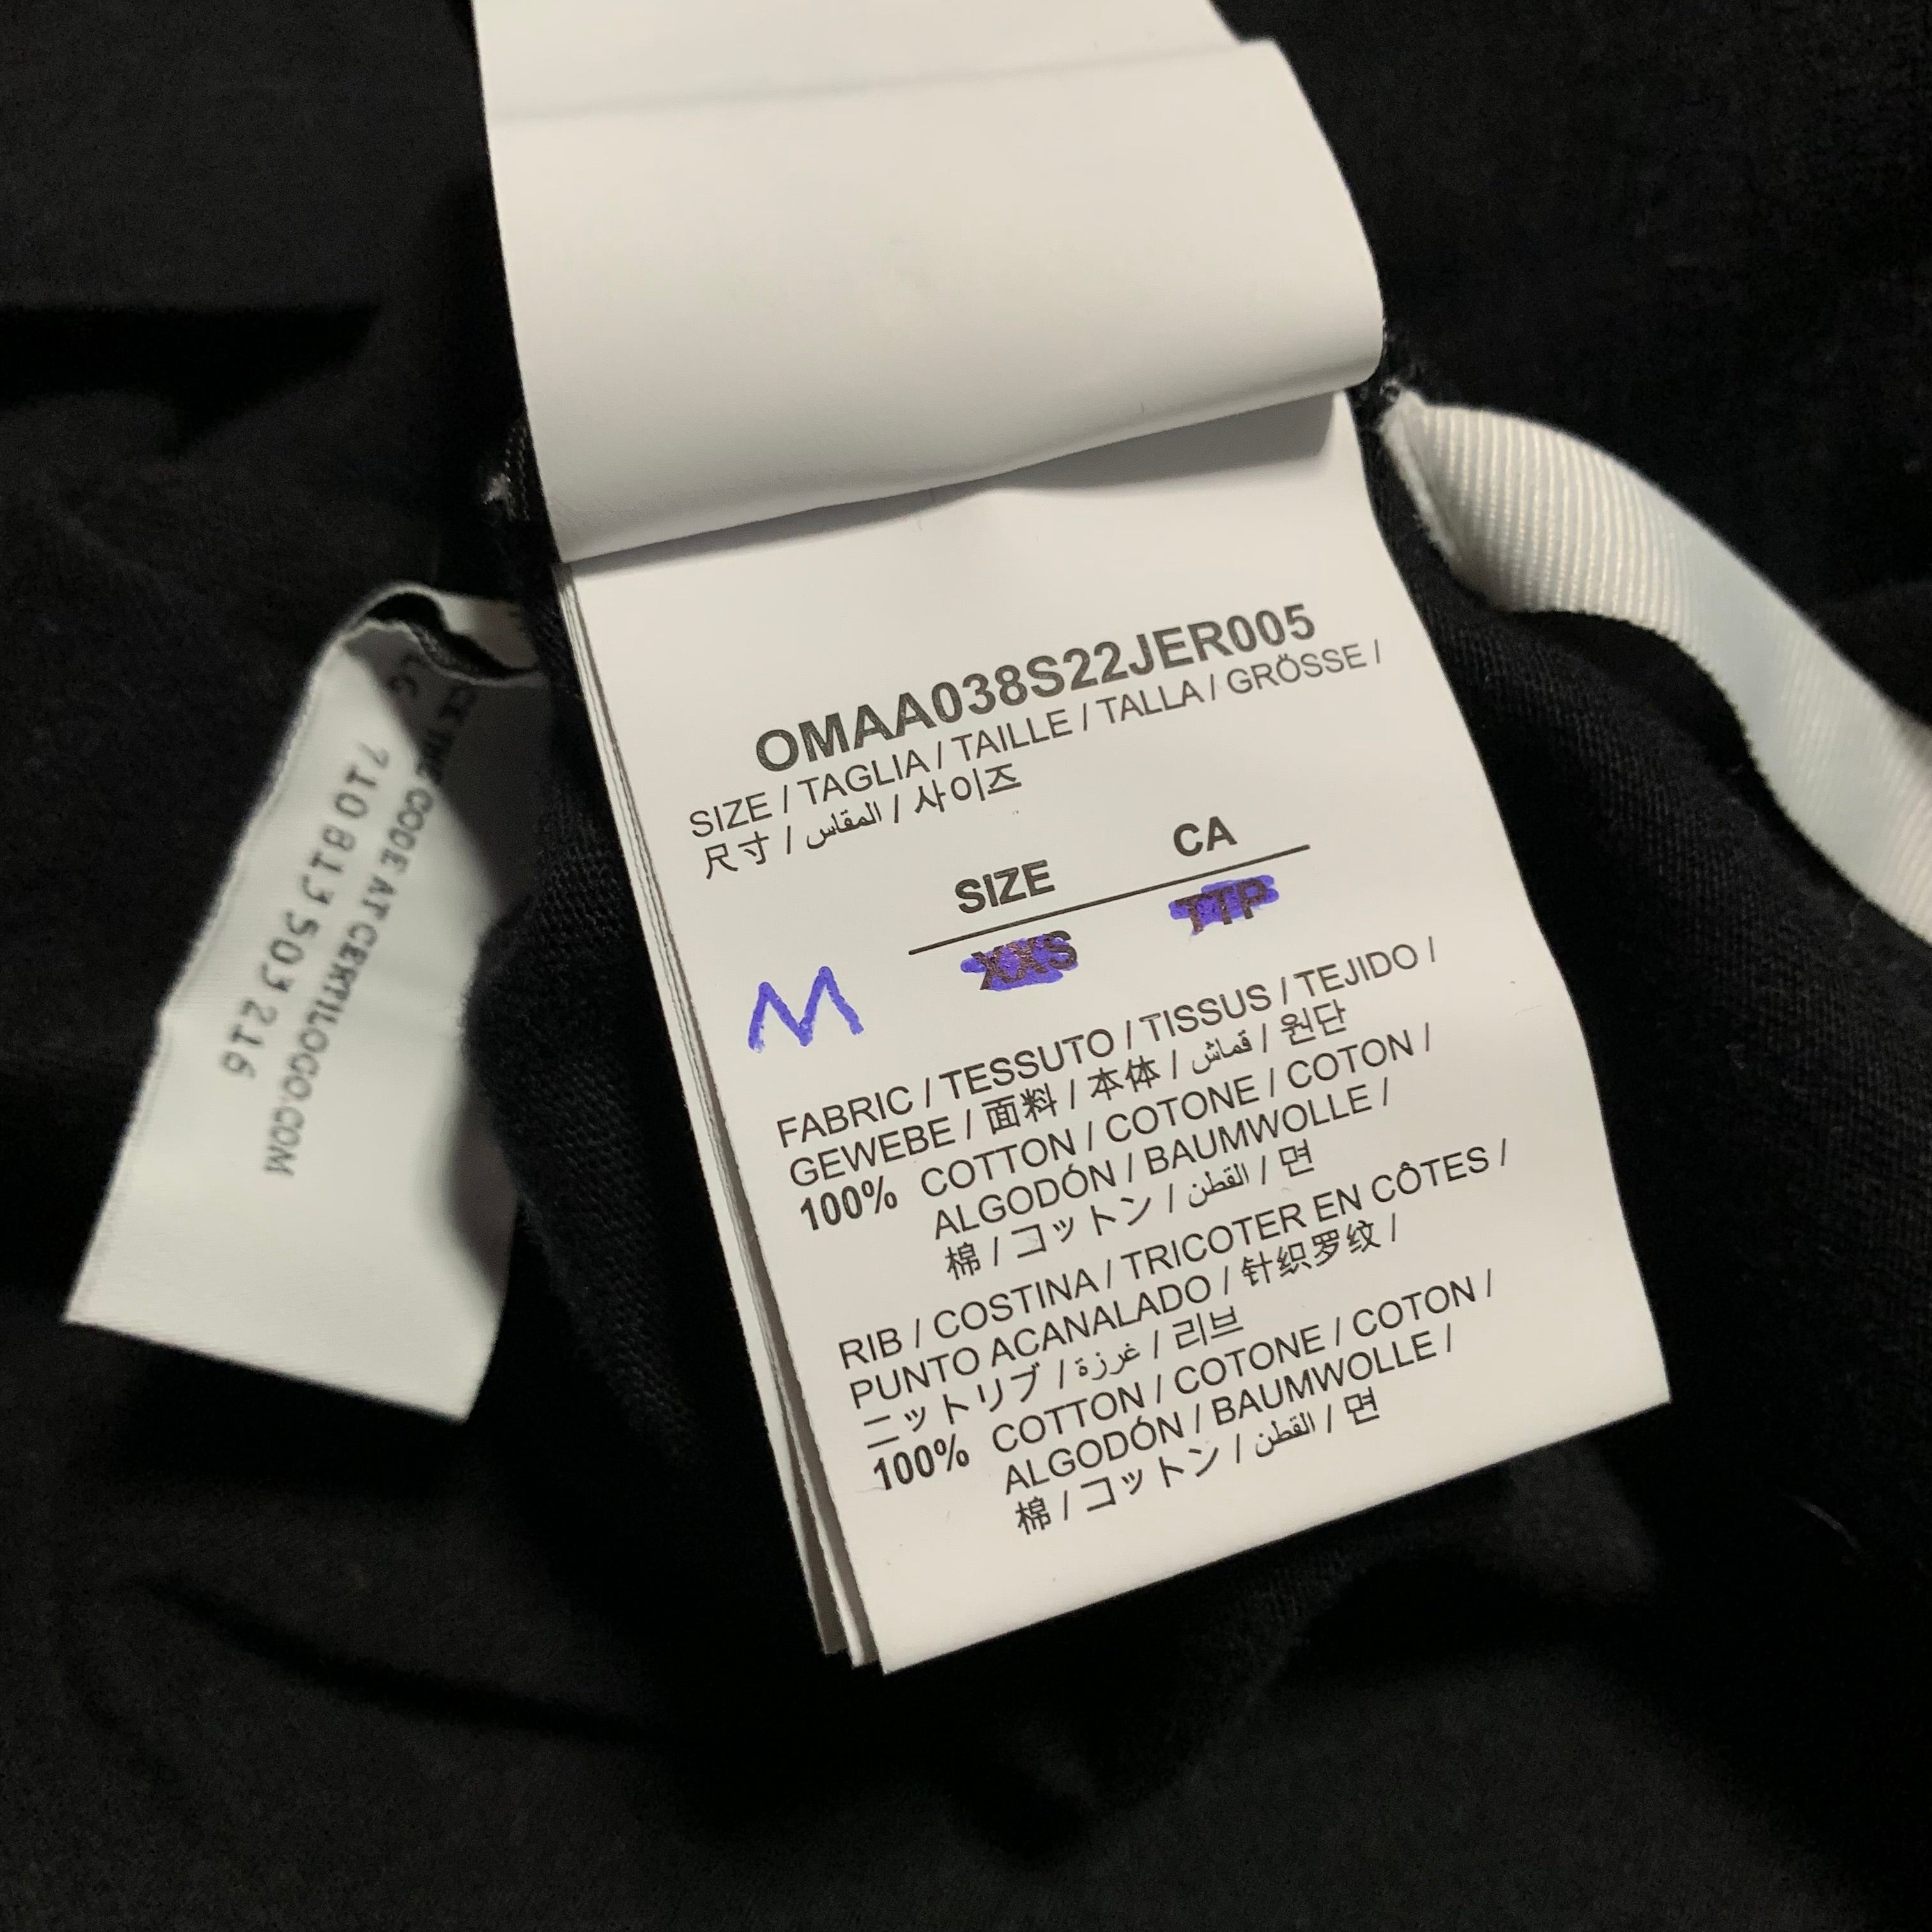 OMAA038S22JER005
SIZE / TAGLIA / TAILLE / TALLA / GRÖSSE /
尺寸 / المقاس / 사이즈
SIZE CA
XXS TTP
M
FABRIC / TESSUTO / TISSUS / TEJIDO /
GEWEBE / 面料 / 本体 / قماش / 원단
100% COTTON / COTONE / COTON /
ALGODÓN / BAUMWOLLE /
棉 / コットン / القطن / 면
RIB / COSTINA / TRICOTER EN CÔTES /
PUNTO ACANALADO / 针织罗纹 /
ニットリブ / غرزة / 리브
100% COTTON / COTONE / COTON /
ALGODÓN / BAUMWOLLE /
棉 / コットン / القطن / 면
CODE AT CERTILOGO.COM
710 813 503 216